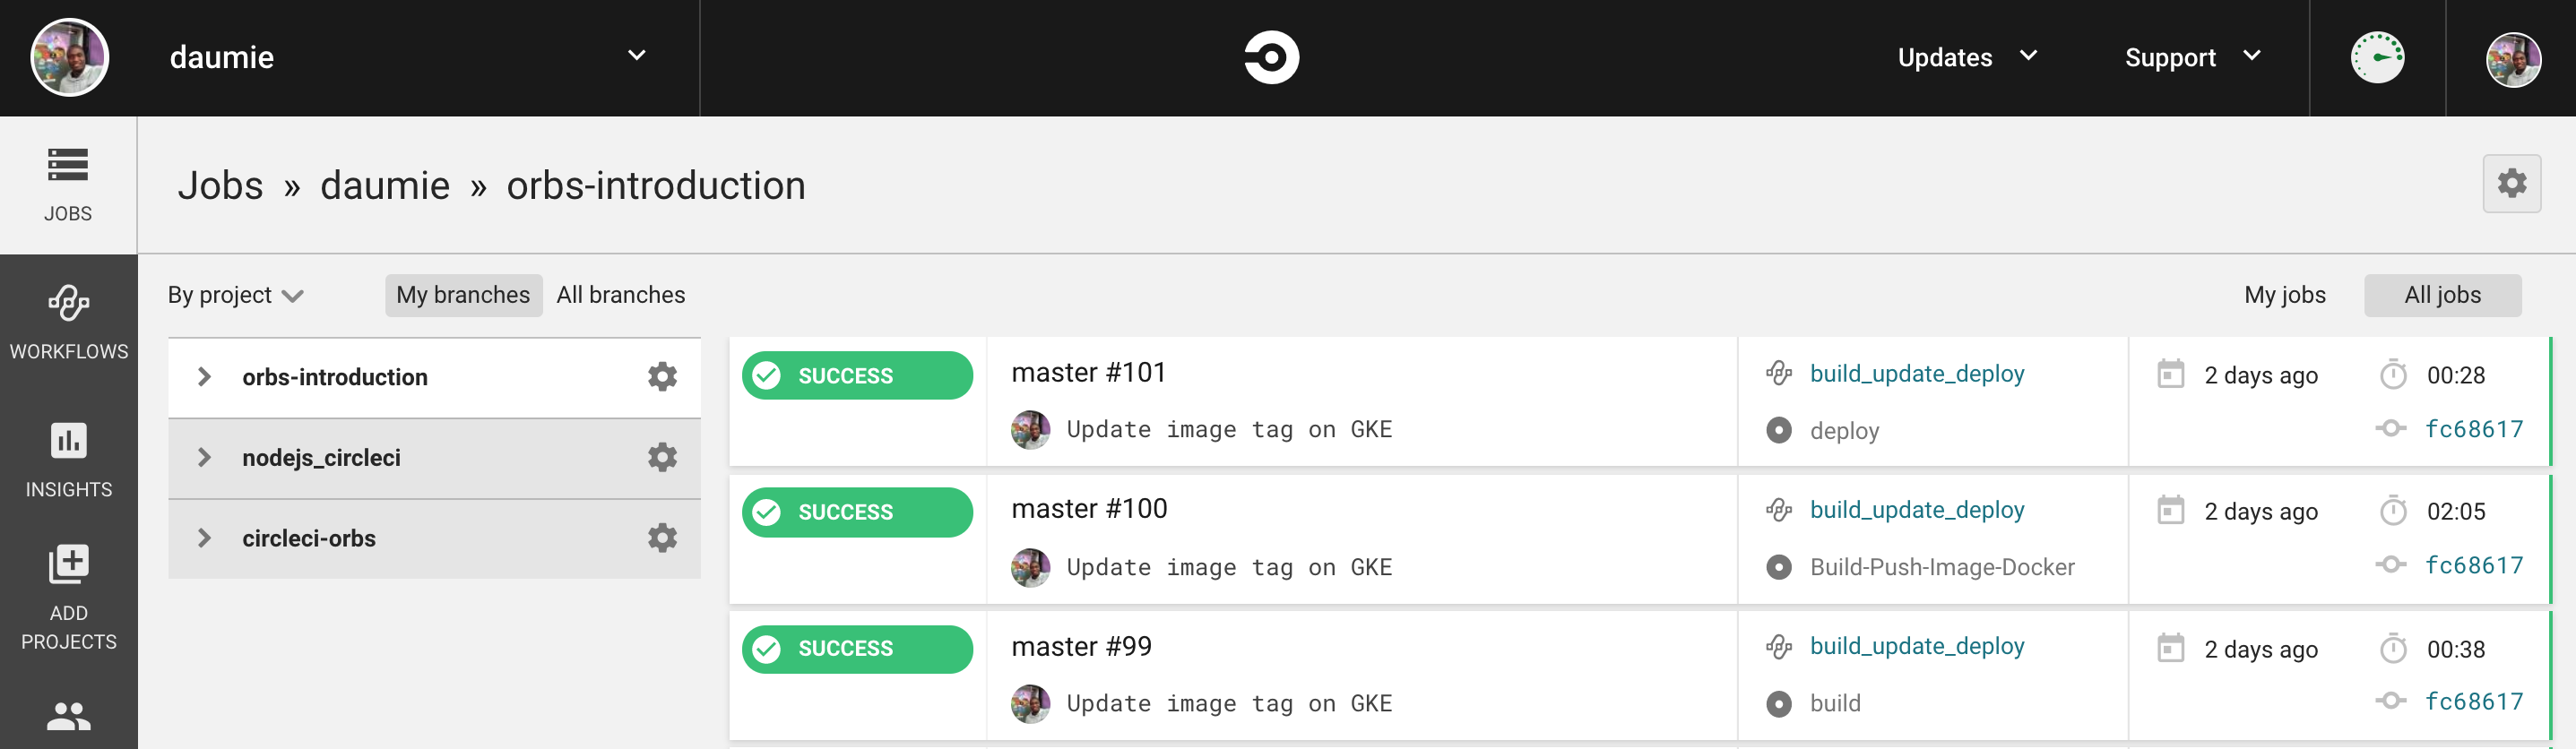 daumie
Updates
Support
JOBS
Jobs » daumie » orbs-introduction
WORKFLOWS
INSIGHTS
ADD
PROJECTS
By project
My branches
All branches
My jobs
All jobs
orbs-introduction
nodejs_circleci
circleci-orbs
SUCCESS
master #101
Update image tag on GKE
build_update_deploy
deploy
2 days ago
00:28
fc68617
SUCCESS
master #100
Update image tag on GKE
build_update_deploy
Build-Push-Image-Docker
2 days ago
02:05
fc68617
SUCCESS
master #99
Update image tag on GKE
build_update_deploy
build
2 days ago
00:38
fc68617